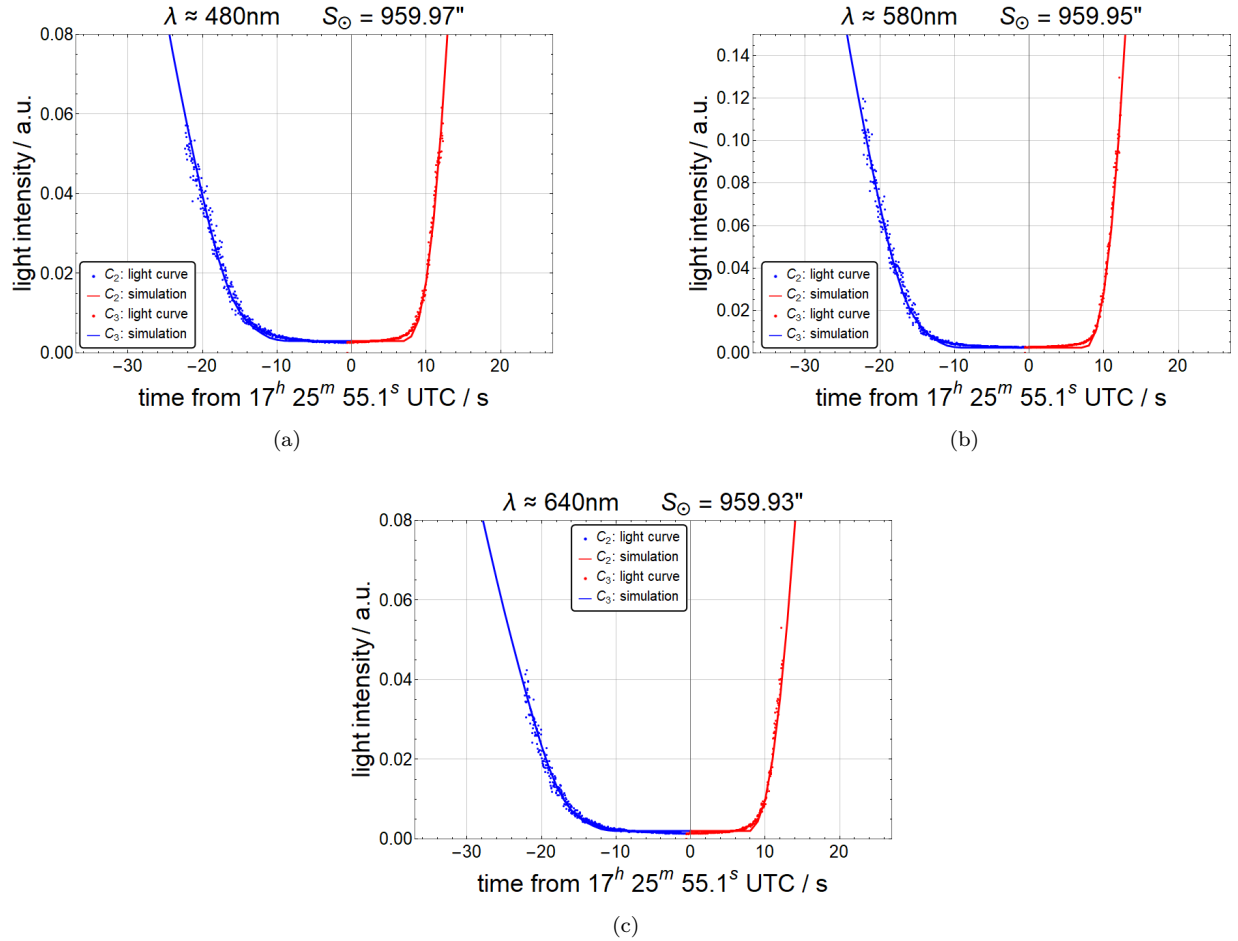 λ ≈ 480nm S⊙ = 959.97"
0.08
0.06
0.04
0.02
0.00
light intensity / a.u.
C2: light curve
C2: simulation
C3: light curve
C3: simulation
−30 −20 −10 0 10 20
time from 17h 25m 55.1s UTC / s
(a)
λ ≈ 580nm S⊙ = 959.95"
0.14
0.12
0.10
0.08
0.06
0.04
0.02
0.00
light intensity / a.u.
C2: light curve
C2: simulation
C3: light curve
C3: simulation
−30 −20 −10 0 10 20
time from 17h 25m 55.1s UTC / s
(b)
λ ≈ 640nm S⊙ = 959.93"
0.08
0.06
0.04
0.02
0.00
light intensity / a.u.
C2: light curve
C2: simulation
C3: light curve
C3: simulation
−30 −20 −10 0 10 20
time from 17h 25m 55.1s UTC / s
(c)